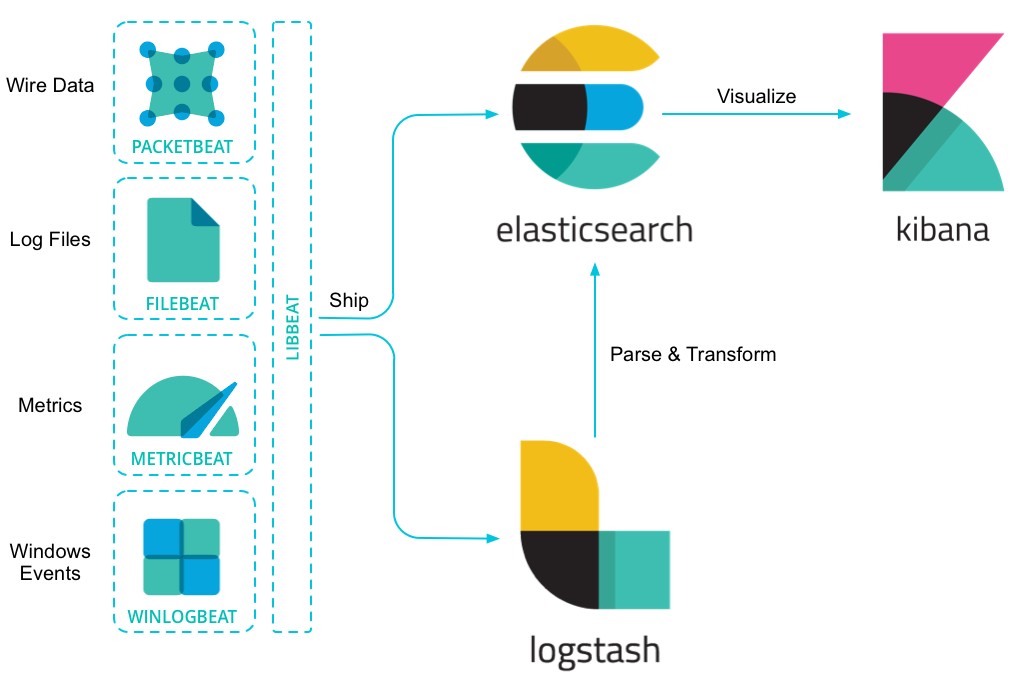 Wire Data
PACKETBEAT
Log Files
FILEBEAT
Metrics
METRICBEAT
Windows
Events
WINLOGBEAT
LIBBEAT
Ship
elasticsearch
Visualize
kibana
Parse & Transform
logstash